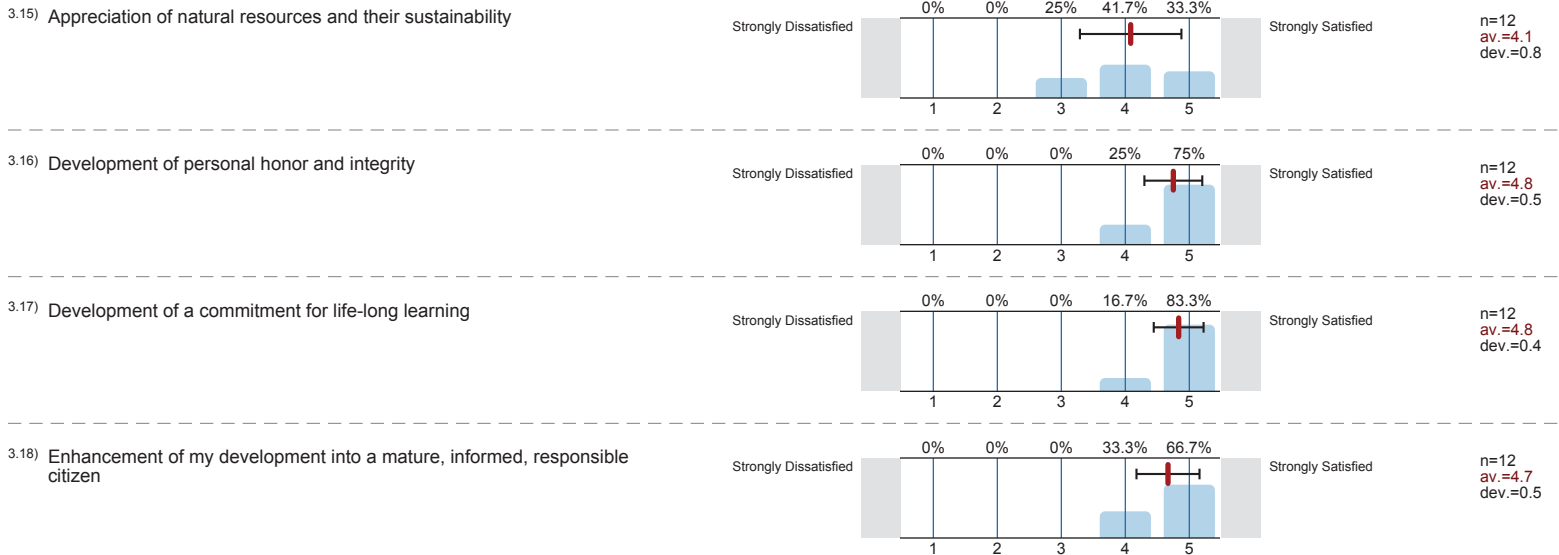 3.15) Appreciation of natural resources and their sustainability
Strongly Dissatisfied
0% 0% 25% 41.7% 33.3%
1 2 3 4 5
Strongly Satisfied
n=12
av.=4.1
dev.=0.8
3.16) Development of personal honor and integrity
Strongly Dissatisfied
0% 0% 0% 25% 75%
1 2 3 4 5
Strongly Satisfied
n=12
av.=4.8
dev.=0.5
3.17) Development of a commitment for life-long learning
Strongly Dissatisfied
0% 0% 0% 16.7% 83.3%
1 2 3 4 5
Strongly Satisfied
n=12
av.=4.8
dev.=0.4
3.18) Enhancement of my development into a mature, informed, responsible
citizen
Strongly Dissatisfied
0% 0% 0% 33.3% 66.7%
1 2 3 4 5
Strongly Satisfied
n=12
av.=4.7
dev.=0.5